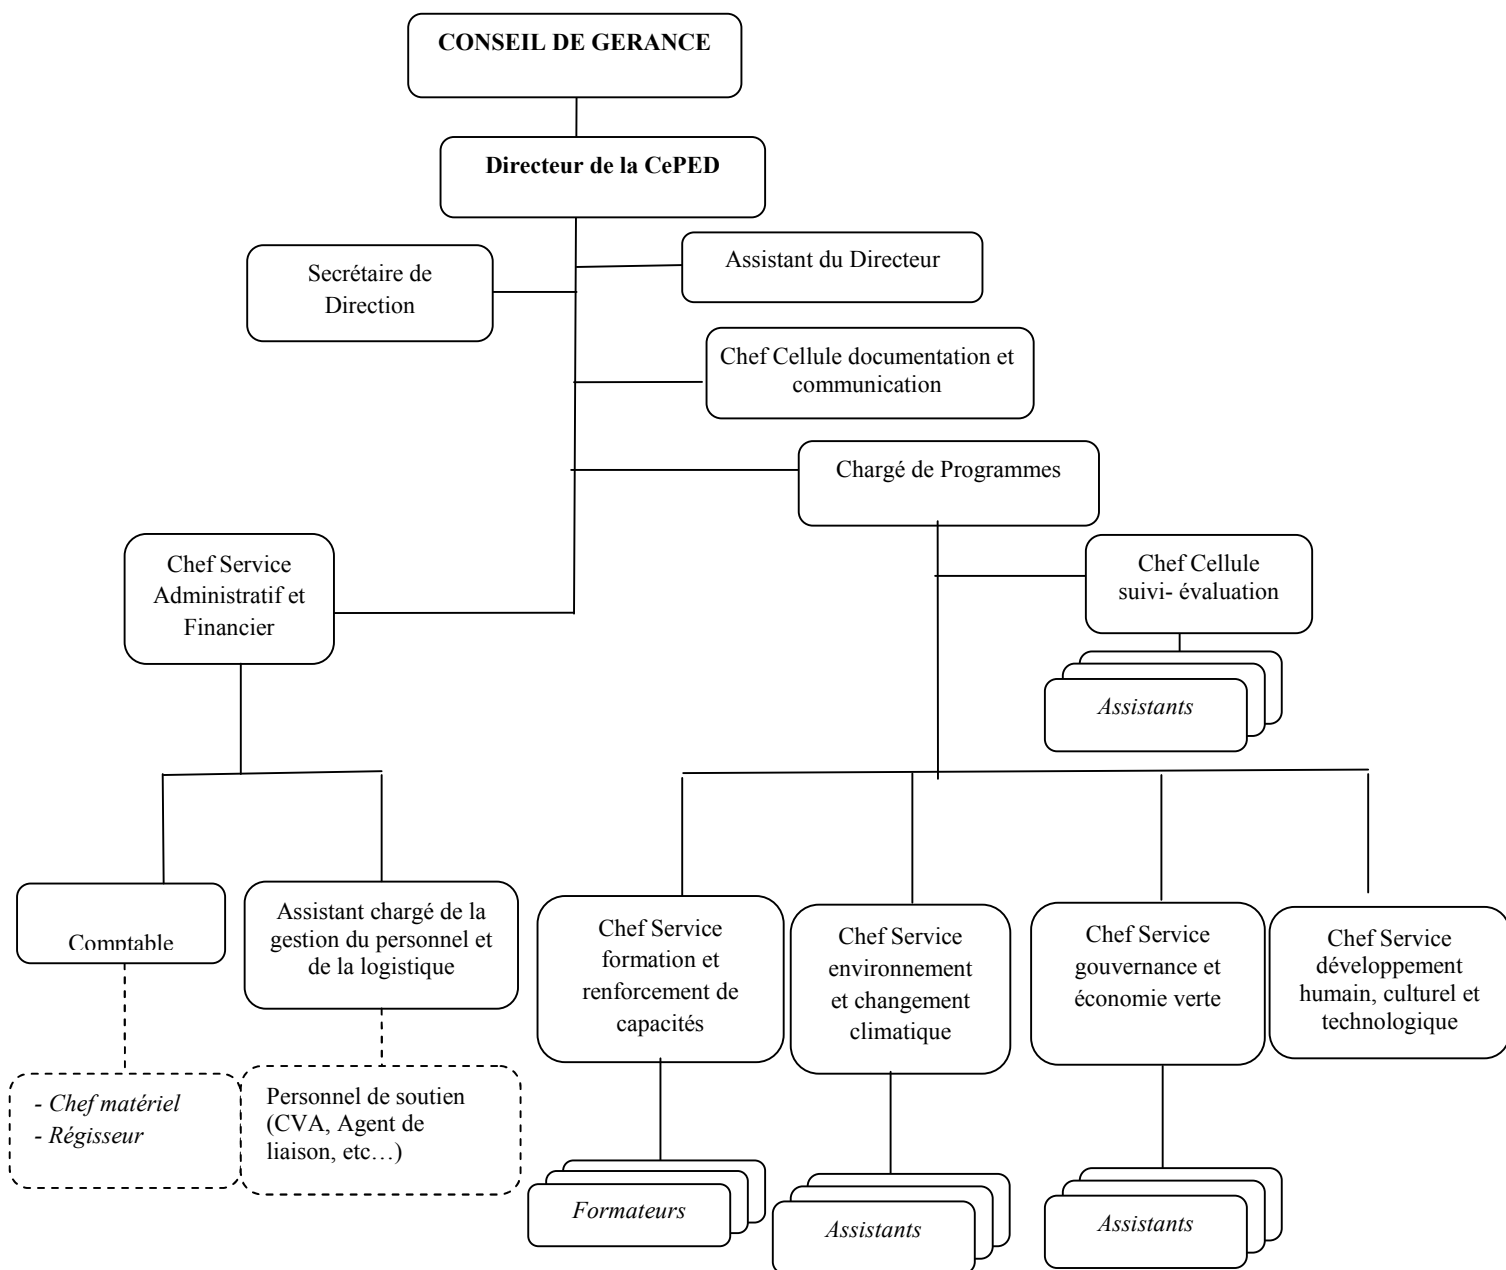 CONSEIL DE GERANCE
Directeur de la CePED
Secrétaire de
Direction
Assistant du Directeur
Chef Cellule documentation et
communication
Chargé de Programmes
Chef Service
Administratif et
Financier
Chef Cellule
suivi- évaluation
Assistants
Comptable
Assistant chargé de la
gestion du personnel et
de la logistique
Chef Service
formation et
renforcement de
capacités
Chef Service
environnement
et changement
climatique
Chef Service
gouvernance et
économie verte
Chef Service
développement
humain, culturel et
technologique
- Chef matériel
- Régisseur
Personnel de soutien
(CVA, Agent de
liaison, etc…)
Formateurs
Assistants
Assistants